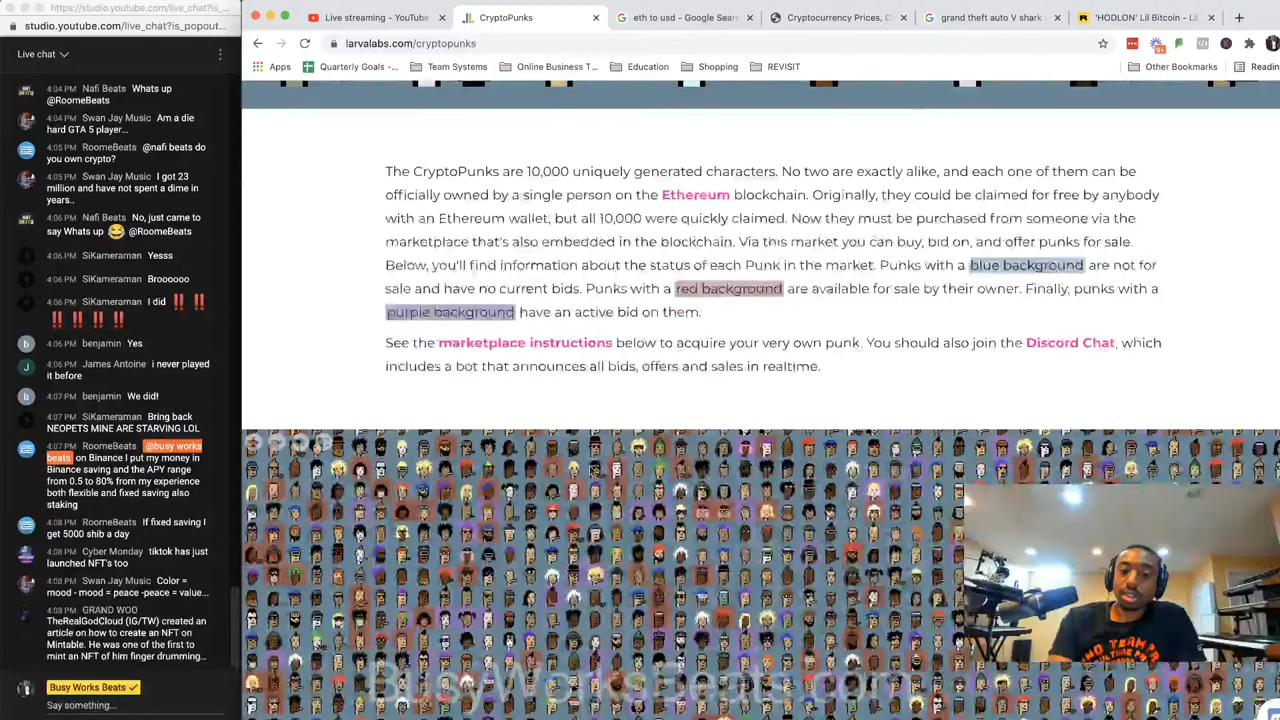 https://studio.youtube.com/live_chat?is_popout...
studio.youtube.com/live_chat?is_popout...
Live chat
4:04 PM Nafi Beats Whats up
@RoomeBeats
4:04 PM Swan Jay Music Am a die
hard GTA 5 player...
4:05 PM RoomeBeats @nafi beats do
you own crypto?
4:05 PM Swan Jay Music I got 23
million and have not spent a dime in
years..
4:06 PM Nafi Beats No, just came to
say Whats up 😂 @RoomeBeats
4:06 PM SiKameraman Yesss
4:06 PM SiKameraman Broooooo
4:06 PM SiKameraman I did ‼️ ‼️
‼️ ‼️ ‼️ ‼️
4:06 PM benjamin Yes
4:06 PM James Antoine i never played
it before
4:07 PM benjamin We did!
4:07 PM SiKameraman Bring back
NEOPETS MINE ARE STARVING LOL
4:07 PM RoomeBeats @busy works
beats on Binance I put my money in
Binance saving and the APY range
from 0.5 to 80% from my experience
both flexible and fixed saving also
staking
4:08 PM RoomeBeats If fixed saving I
get 5000 shib a day
4:08 PM Cyber Monday tiktok has just
launched NFT's too
4:08 PM Swan Jay Music Color =
mood - mood = peace -peace = value...
4:08 PM GRAND WOO
TheRealGodCloud (IG/TW) created an
article on how to create an NFT on
Mintable. He was one of the first to
mint an NFT of him finger drumming...
Busy Works Beats ✓
Say something...
Live streaming - YouTube
CryptoPunks
eth to usd - Google Searc
Cryptocurrency Prices, C
grand theft auto V shark c
'HODLON' Lil Bitcoin - Li
larvalabs.com/cryptopunks
Apps
Quarterly Goals -...
Team Systems
Online Business T...
Education
Shopping
REVISIT
Other Bookmarks
Readin
The CryptoPunks are 10,000 uniquely generated characters. No two are exactly alike, and each one of them can be
officially owned by a single person on the Ethereum blockchain. Originally, they could be claimed for free by anybody
with an Ethereum wallet, but all 10,000 were quickly claimed. Now they must be purchased from someone via the
marketplace that's also embedded in the blockchain. Via this market you can buy, bid on, and offer punks for sale.
Below, you'll find information about the status of each Punk in the market. Punks with a blue background are not for
sale and have no current bids. Punks with a red background are available for sale by their owner. Finally, punks with a
purple background have an active bid on them.
See the marketplace instructions below to acquire your very own punk. You should also join the Discord Chat, which
includes a bot that announces all bids, offers and sales in realtime.